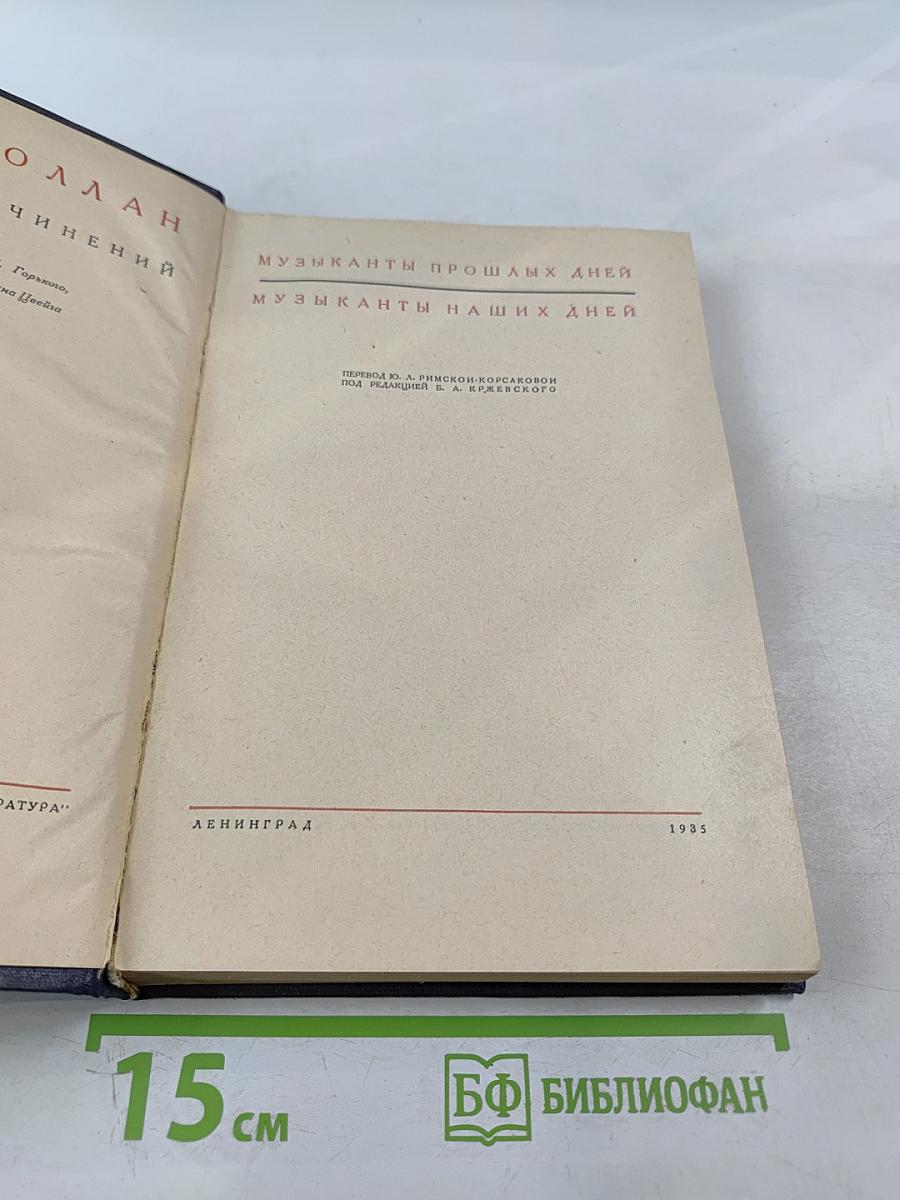 ОЛЛАН
ЧИНЕНИЙ
. Горького,
на Цвейга
РАТУРА"
МУЗЫКАНТЫ ПРОШЛЫХ ДНЕЙ
МУЗЫКАНТЫ НАШИХ ДНЕЙ
ПЕРЕВОД Ю. Л. РИМСКОЙ-КОРСАКОВОЙ
ПОД РЕДАКЦИЕЙ Б. А. КРЖЕВСКОГО
ЛЕНИНГРАД 1935
15 см
БФ БИБЛИОФАН